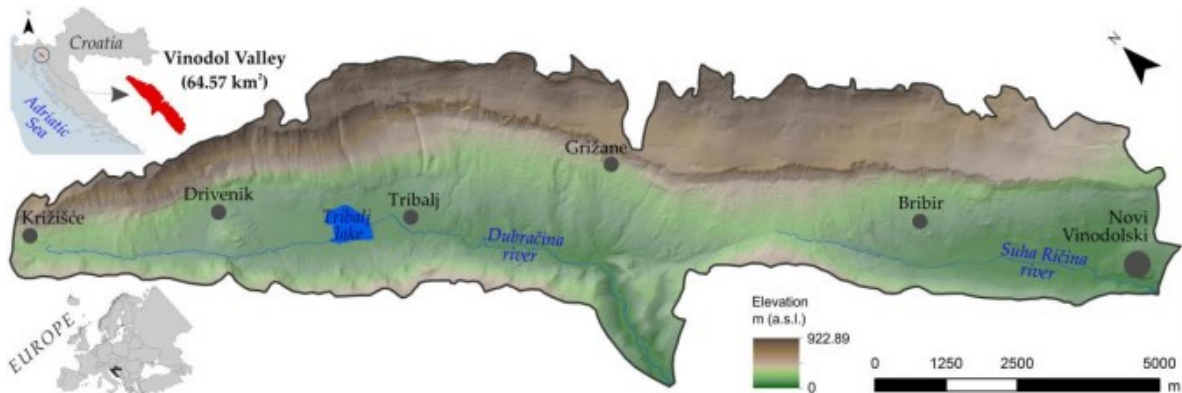 N
Croatia
Vinodol Valley
(64.57 km²)
Adriatic
Sea
N
Grižane
Drivenik
Tribalj
Križišće
Tribalj
lake
Dubračina
river
Bribir
Novi
Vinodolski
Suha Ričina
river
EUROPE
Elevation
m (a.s.l.)
922.89
0
0 1250 2500 5000
m